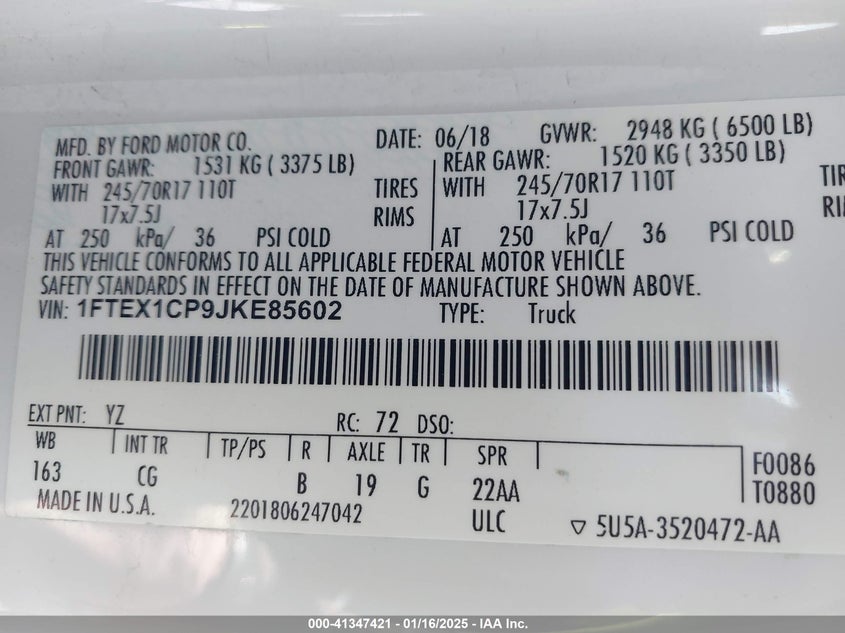 MFD. BY FORD MOTOR CO. DATE: 06/18 GVWR: 2948 KG ( 6500 LB)
FRONT GAWR: 1531 KG ( 3375 LB) REAR GAWR: 1520 KG ( 3350 LB)
WITH 245/70R17 110T TIRES WITH 245/70R17 110T TIR
17x7.5J RIMS 17x7.5J RI
AT 250 kPa/ 36 PSI COLD AT 250 kPa/ 36 PSI COLD
THIS VEHICLE CONFORMS TO ALL APPLICABLE FEDERAL MOTOR VEHICLE
SAFETY STANDARDS IN EFFECT ON THE DATE OF MANUFACTURE SHOWN ABOVE.
VIN: 1FTEX1CP9JKE85602 TYPE: Truck
EXT PNT: YZ RC: 72 DSO:
WB INT TR TP/PS R AXLE TR SPR
163 CG B 19 G 22AA F0086
MADE IN U.S.A. 2201806247042 ULC T0880
▽ 5U5A-3520472-AA
000-41347421 - 01/16/2025 - IAA Inc.